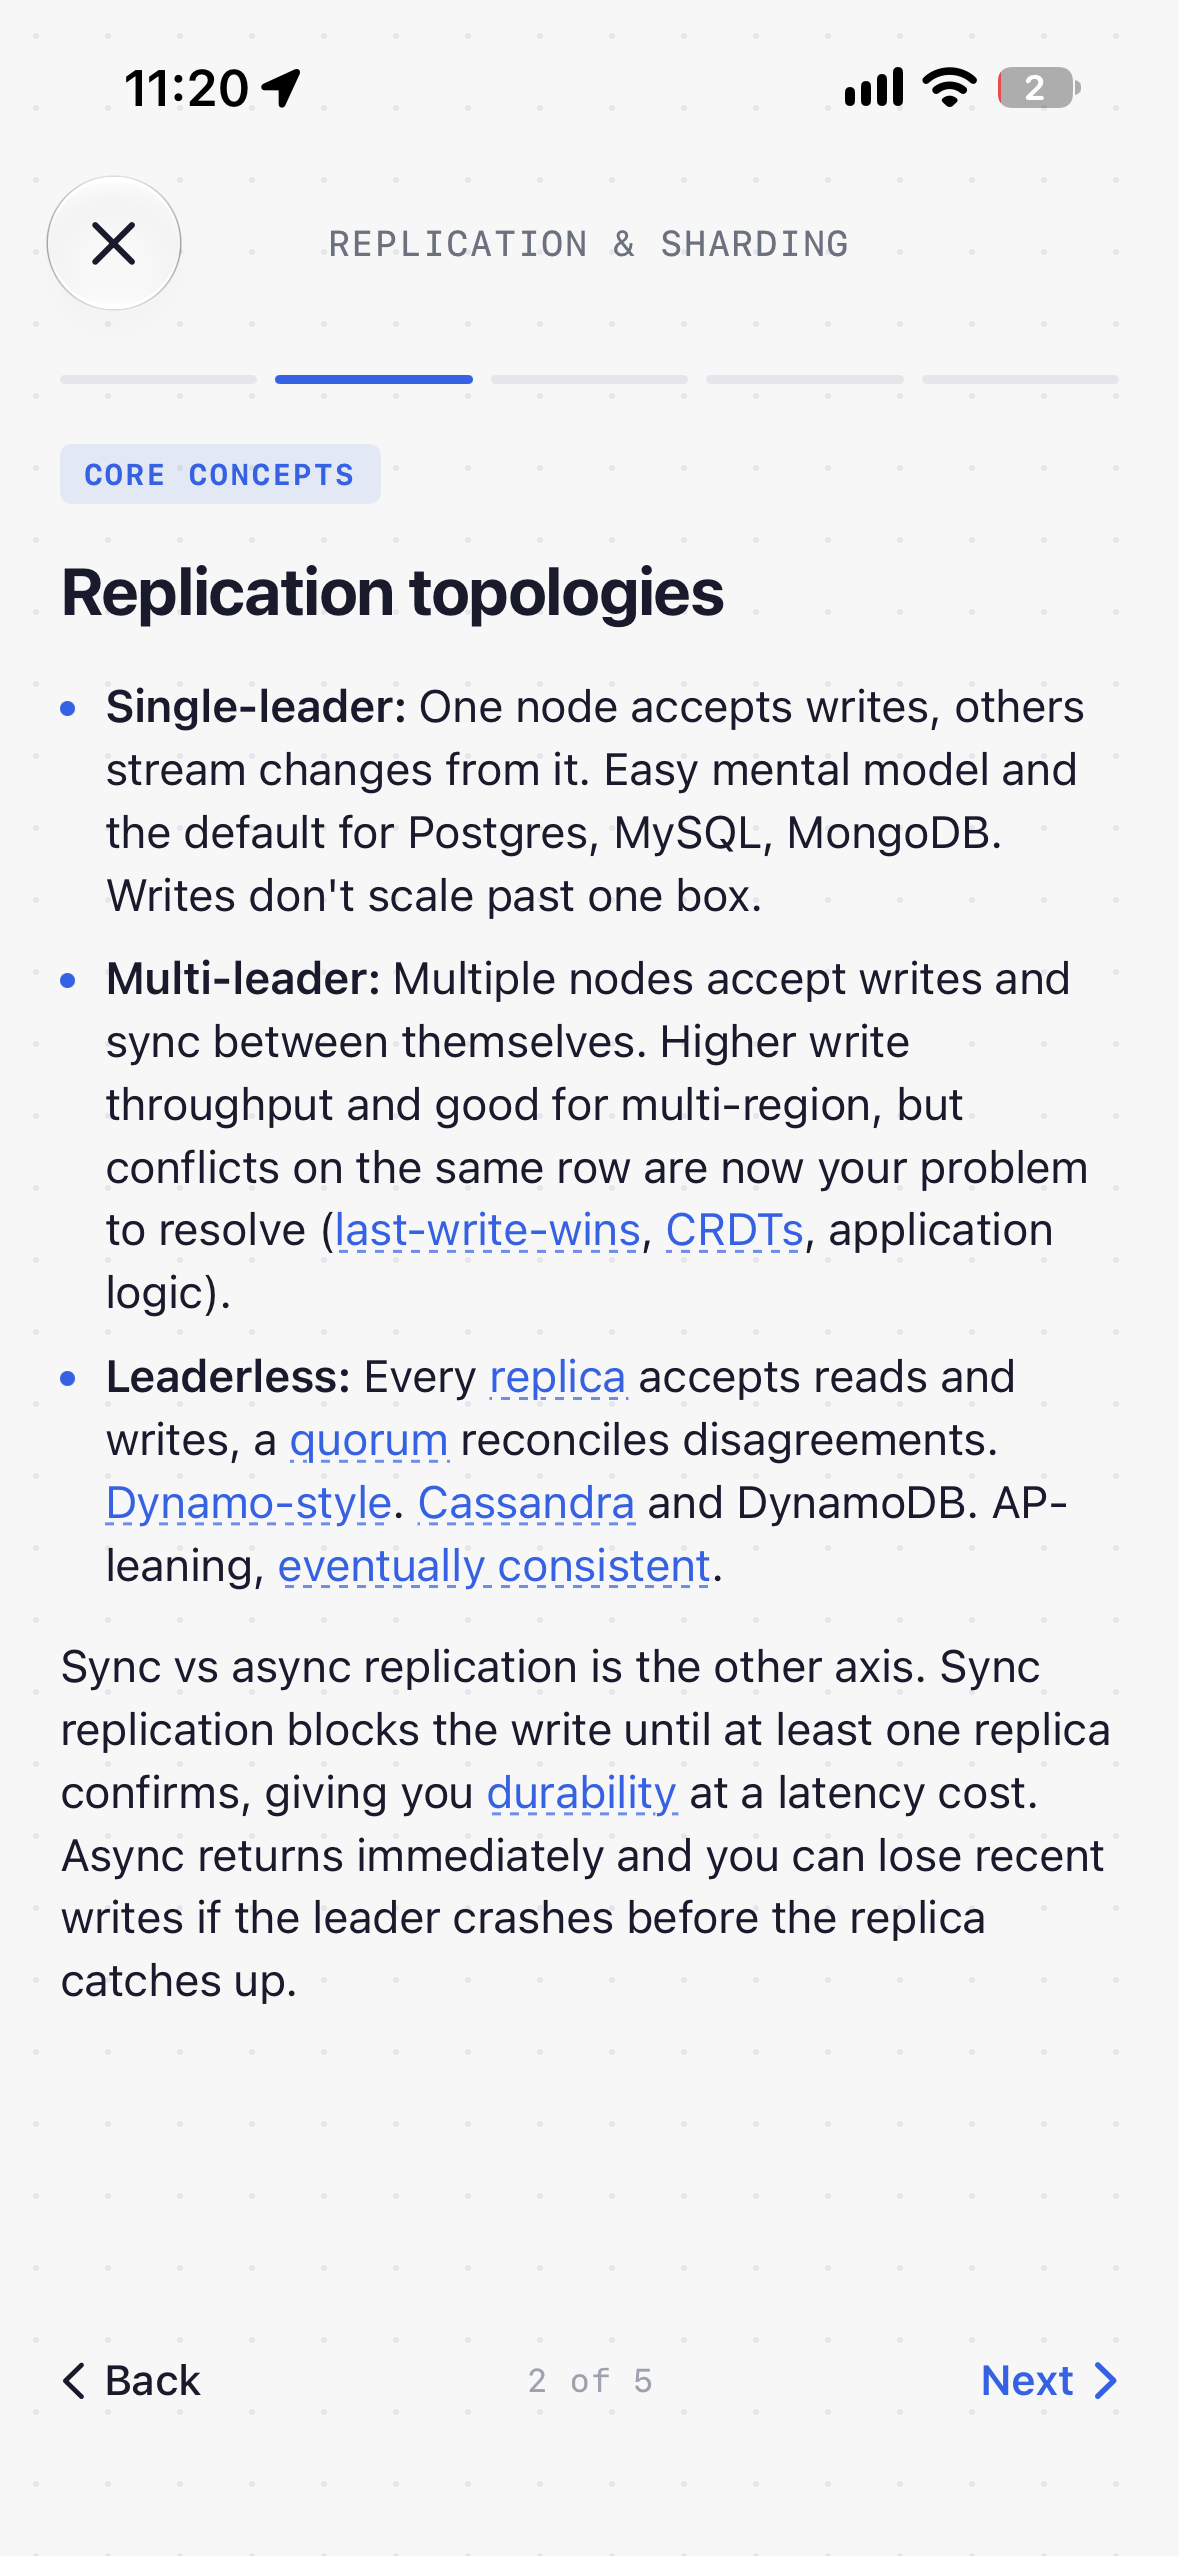 11:20
2
REPLICATION & SHARDING
CORE CONCEPTS
Replication topologies
Single-leader: One node accepts writes, others
stream changes from it. Easy mental model and
the default for Postgres, MySQL, MongoDB.
Writes don't scale past one box.
Multi-leader: Multiple nodes accept writes and
sync between themselves. Higher write
throughput and good for multi-region, but
conflicts on the same row are now your problem
to resolve (last-write-wins, CRDTs, application
logic).
Leaderless: Every replica accepts reads and
writes, a quorum reconciles disagreements.
Dynamo-style. Cassandra and DynamoDB. AP-
leaning, eventually consistent.
Sync vs async replication is the other axis. Sync
replication blocks the write until at least one replica
confirms, giving you durability at a latency cost.
Async returns immediately and you can lose recent
writes if the leader crashes before the replica
catches up.
Back
2 of 5
Next